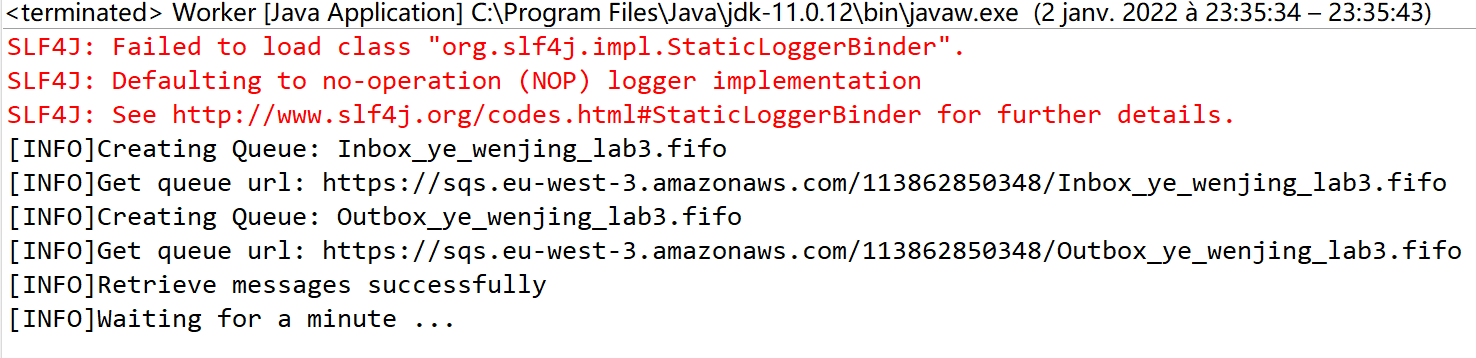 <terminated> Worker [Java Application] C:\Program Files\Java\jdk-11.0.12\bin\javaw.exe (2 janv. 2022 à 23:35:34 – 23:35:43)
SLF4J: Failed to load class "org.slf4j.impl.StaticLoggerBinder".
SLF4J: Defaulting to no-operation (NOP) logger implementation
SLF4J: See http://www.slf4j.org/codes.html#StaticLoggerBinder for further details.
[INFO]Creating Queue: Inbox_ye_wenjing_lab3.fifo
[INFO]Get queue url: https://sqs.eu-west-3.amazonaws.com/113862850348/Inbox_ye_wenjing_lab3.fifo
[INFO]Creating Queue: Outbox_ye_wenjing_lab3.fifo
[INFO]Get queue url: https://sqs.eu-west-3.amazonaws.com/113862850348/Outbox_ye_wenjing_lab3.fifo
[INFO]Retrieve messages successfully
[INFO]Waiting for a minute ...